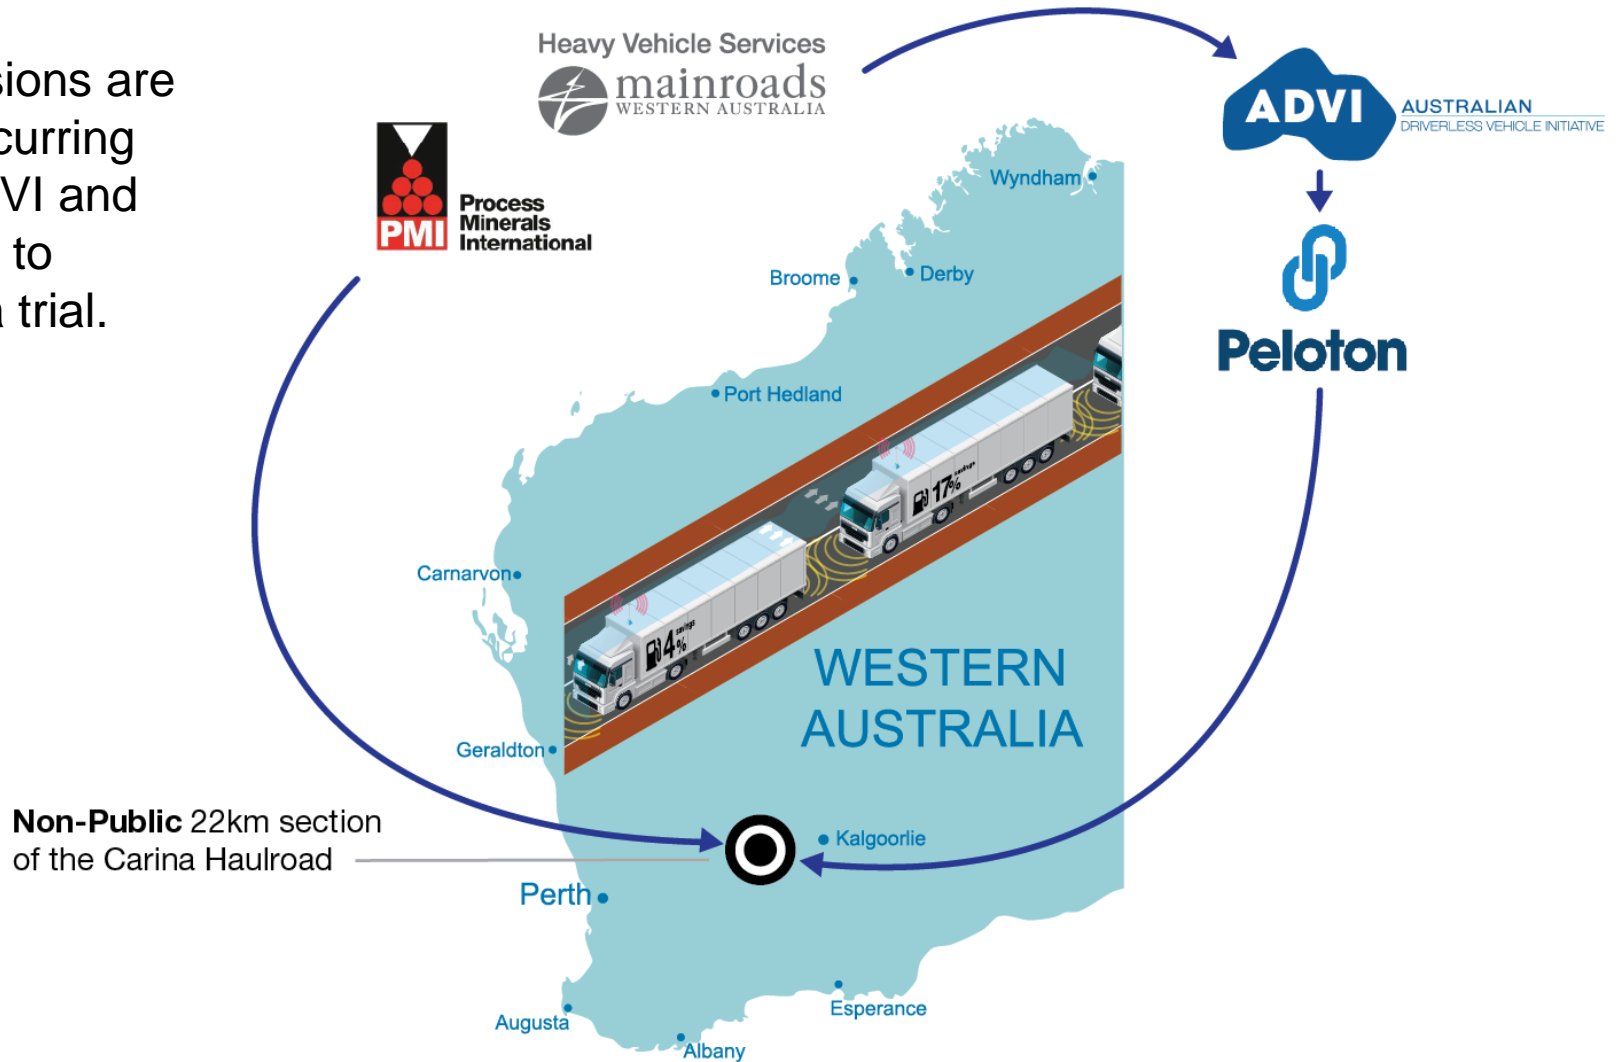 sions are
curring
VI and
to
a trial.
Heavy Vehicle Services
mainroads
WESTERN AUSTRALIA
ADVI
AUSTRALIAN
DRIVERLESS VEHICLE INITIATIVE
PMI
Process
Minerals
International
Peloton
Wyndham
Derby
Broome
Port Hedland
17%
savings
Carnarvon
4%
savings
WESTERN
AUSTRALIA
Geraldton
Non-Public 22km section
of the Carina Haulroad
Kalgoorlie
Perth
Esperance
Augusta
Albany